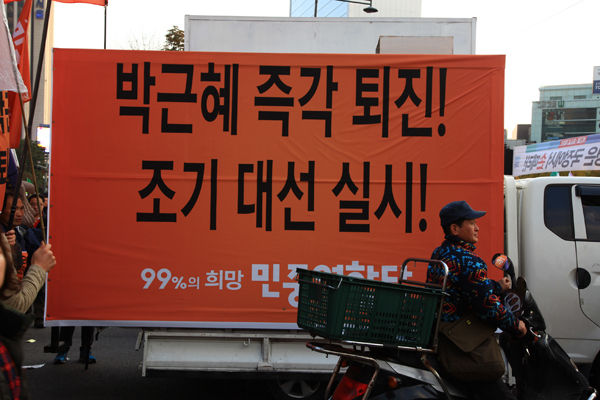 박근혜 즉각 퇴진!
조기 대선 실시!
99%의 희망